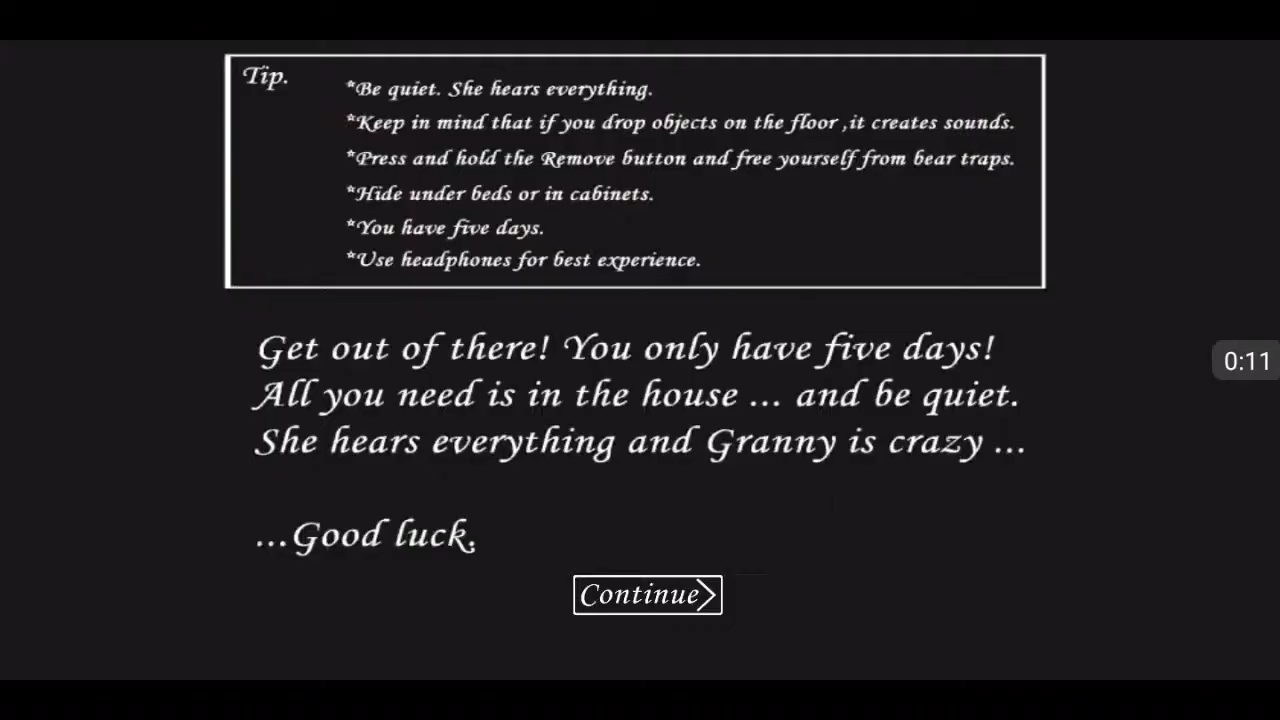 Tip.
*Be quiet. She hears everything.
*Keep in mind that if you drop objects on the floor ,it creates sounds.
*Press and hold the Remove button and free yourself from bear traps.
*Hide under beds or in cabinets.
*You have five days.
*Use headphones for best experience.
Get out of there! You only have five days!
All you need is in the house ... and be quiet.
She hears everything and Granny is crazy ...
...Good luck.
Continue>
0:11